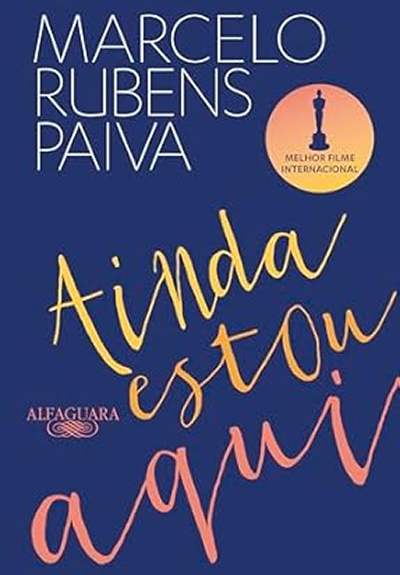 MARCELO
RUBENS
PAIVA
MELHOR FILME
INTERNACIONAL
Ainda
estou
aqui
ALFAGUARA